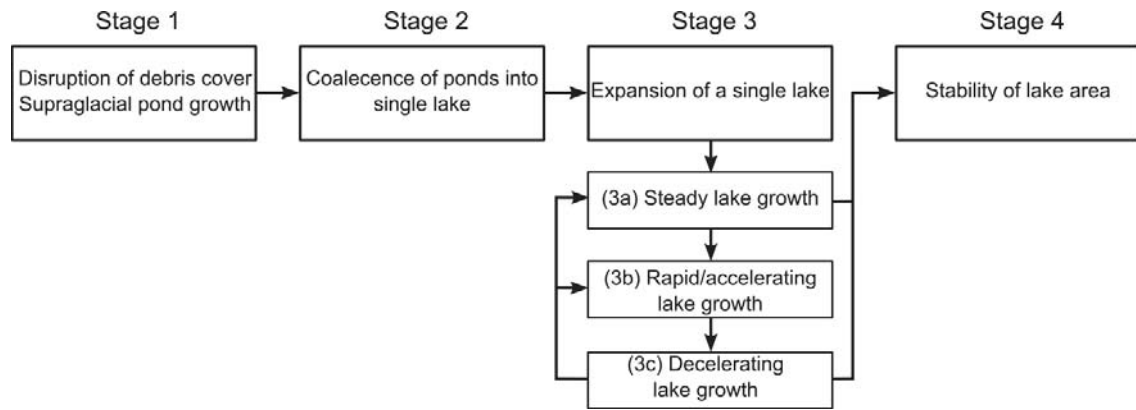 Stage 1
Stage 2
Stage 3
Stage 4
Disruption of debris cover
Supraglacial pond growth
Coalecence of ponds into
single lake
Expansion of a single lake
Stability of lake area
(3a) Steady lake growth
(3b) Rapid/accelerating
lake growth
(3c) Decelerating
lake growth